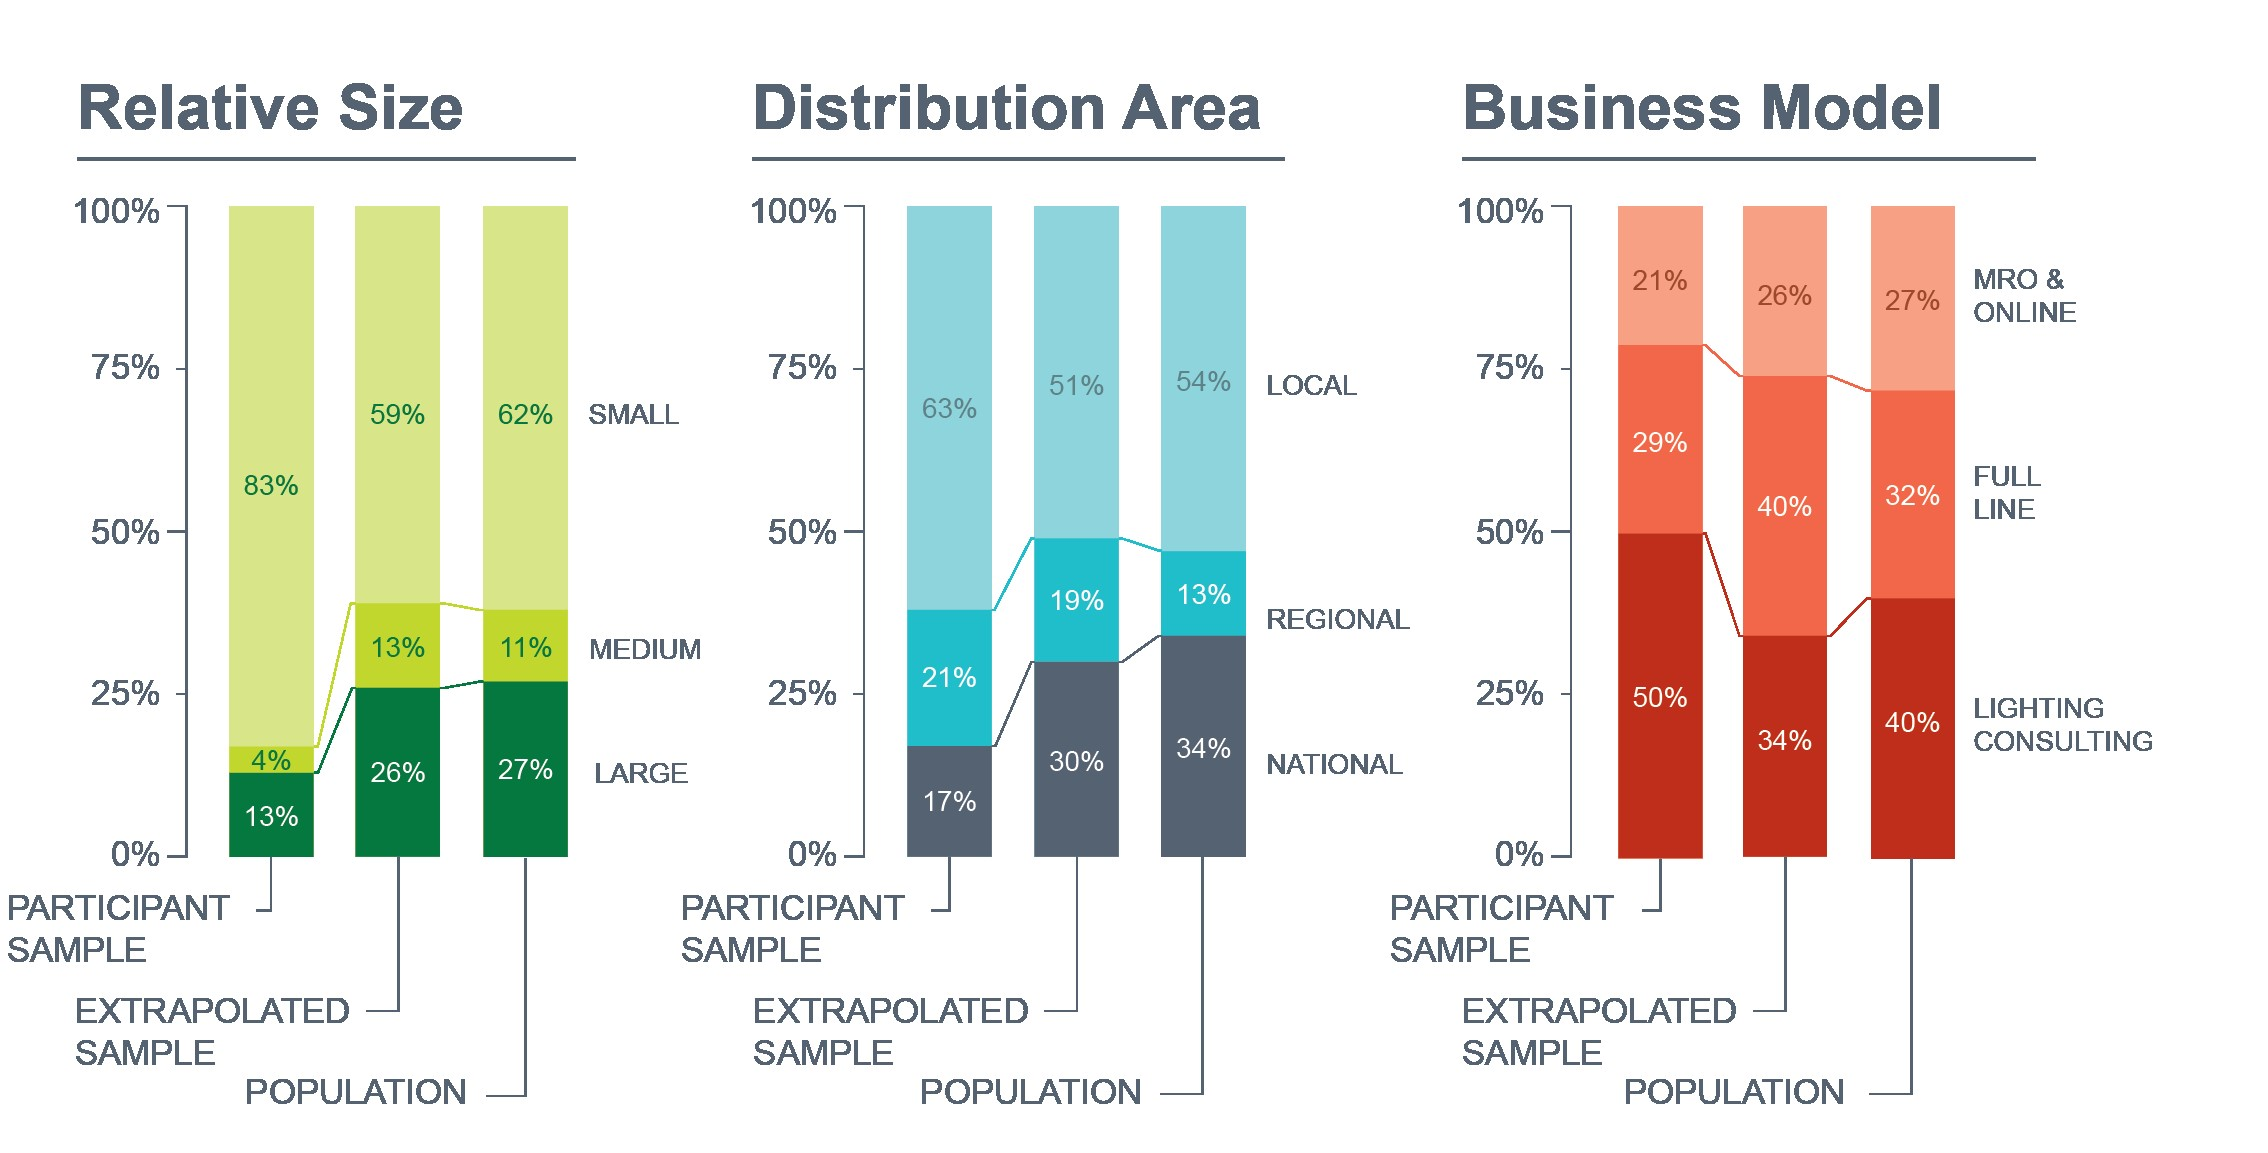 Relative Size
100%
75%
50%
25%
0%
83%
4%
13%
59%
13%
26%
62%
11%
27%
SMALL
MEDIUM
LARGE
PARTICIPANT
SAMPLE
EXTRAPOLATED
SAMPLE
POPULATION
Distribution Area
100%
75%
50%
25%
0%
63%
21%
17%
51%
19%
30%
54%
13%
34%
LOCAL
REGIONAL
NATIONAL
PARTICIPANT
SAMPLE
EXTRAPOLATED
SAMPLE
POPULATION
Business Model
100%
75%
50%
25%
0%
21%
29%
50%
26%
40%
34%
27%
32%
40%
MRO &
ONLINE
FULL
LINE
LIGHTING
CONSULTING
PARTICIPANT
SAMPLE
EXTRAPOLATED
SAMPLE
POPULATION